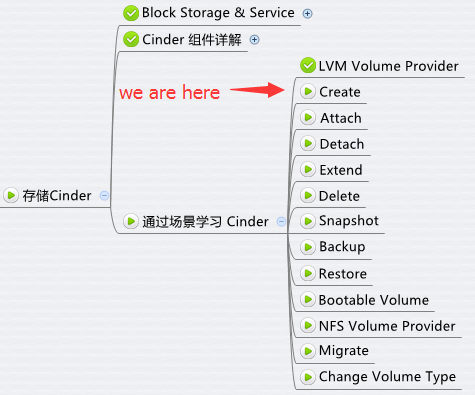 Block Storage & Service
Cinder 组件详解
we are here
LVM Volume Provider
Create
Attach
Detach
Extend
存储Cinder
Delete
通过场景学习 Cinder
Snapshot
Backup
Restore
Bootable Volume
NFS Volume Provider
Migrate
Change Volume Type